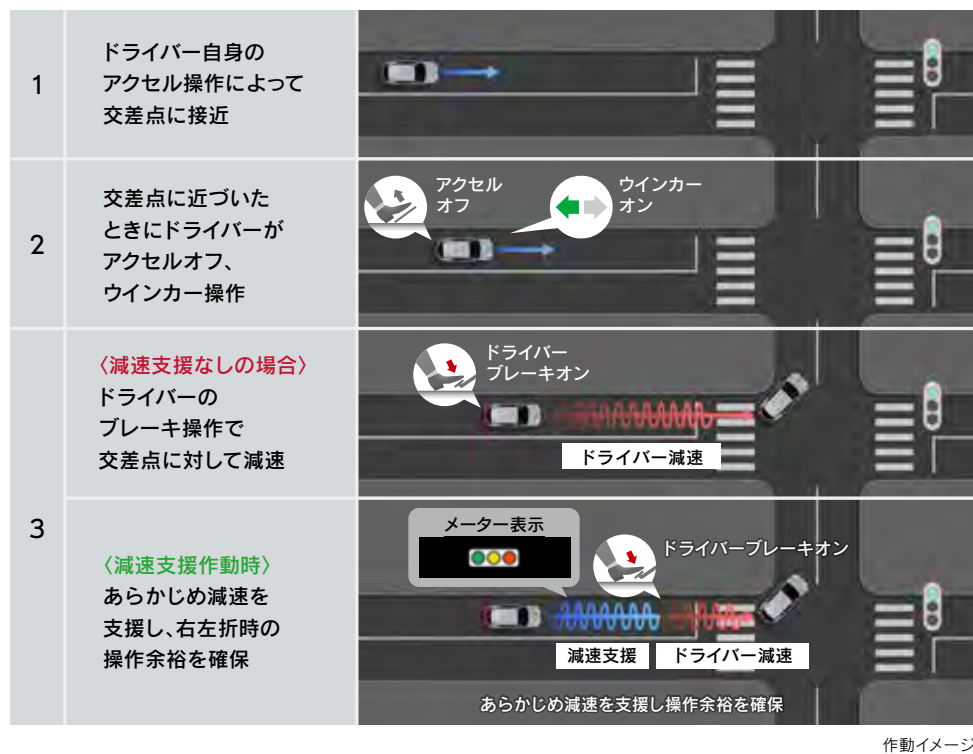 1
ドライバー自身の
アクセル操作によって
交差点に接近
2
交差点に近づいた
ときにドライバーが
アクセルオフ、
ウインカー操作
アクセル
オフ
ウインカー
オン
3
〈減速支援なしの場合〉
ドライバーの
ブレーキ操作で
交差点に対して減速
ドライバー
ブレーキオン
ドライバー減速
〈減速支援作動時〉
あらかじめ減速を
支援し、右左折時の
操作余裕を確保
メーター表示
ドライバーブレーキオン
減速支援
ドライバー減速
あらかじめ減速を支援し操作余裕を確保
作動イメージ